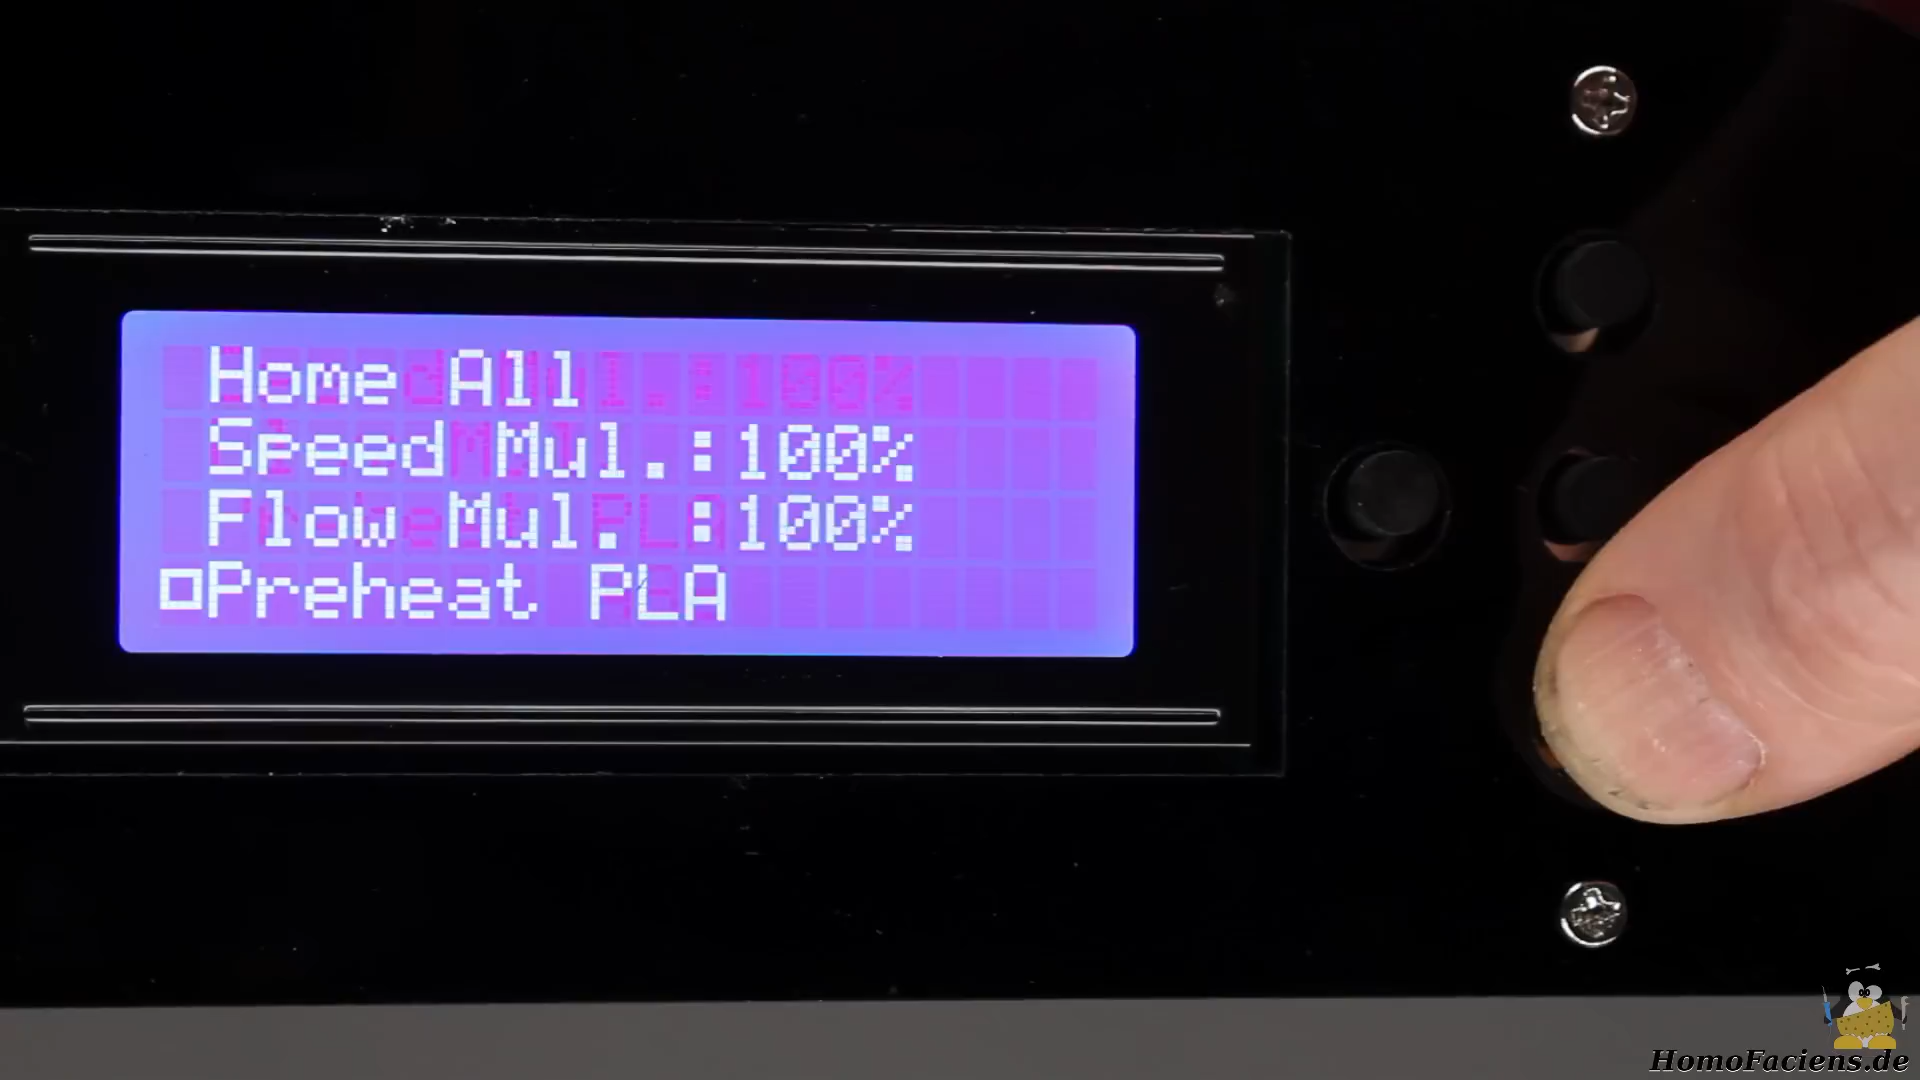 Home All
Speed Mul.:100%
Flow Mul. :100%
Preheat PLA
HomoFaciens.de